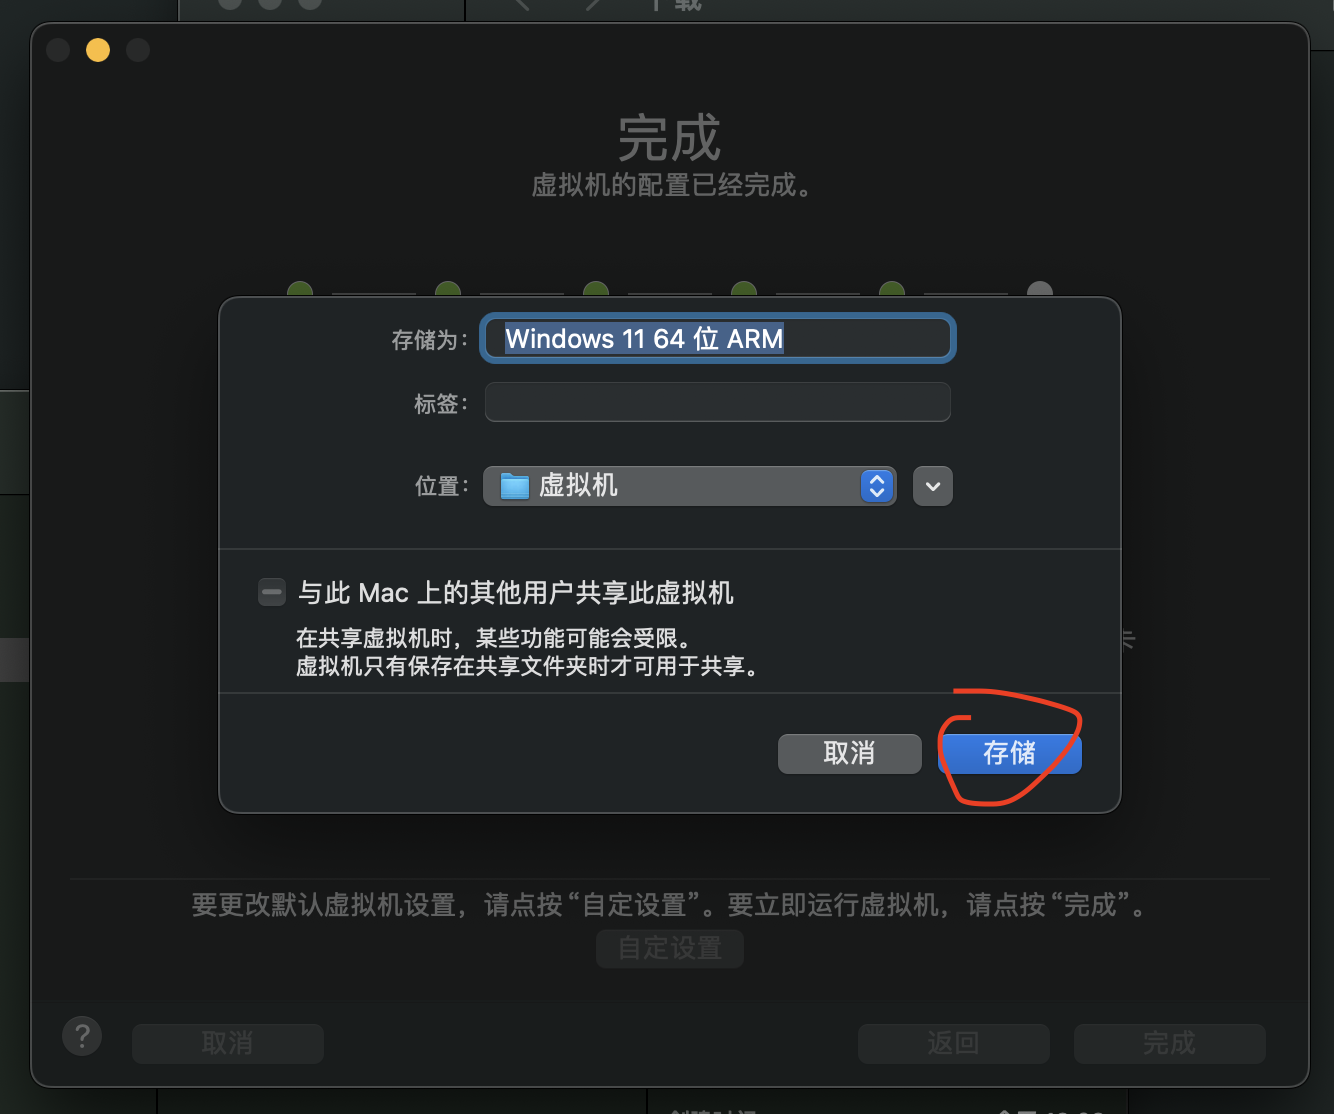 下载
完成
虚拟机的配置已经完成。
存储为：
Windows 11 64 位 ARM
标签：
位置：
虚拟机
与此 Mac 上的其他用户共享此虚拟机
在共享虚拟机时，某些功能可能会受限。
虚拟机只有保存在共享文件夹时才可用于共享。
卡
取消
存储
要更改默认虚拟机设置，请点按“自定设置”。要立即运行虚拟机，请点按“完成”。
自定设置
?
取消
返回
完成